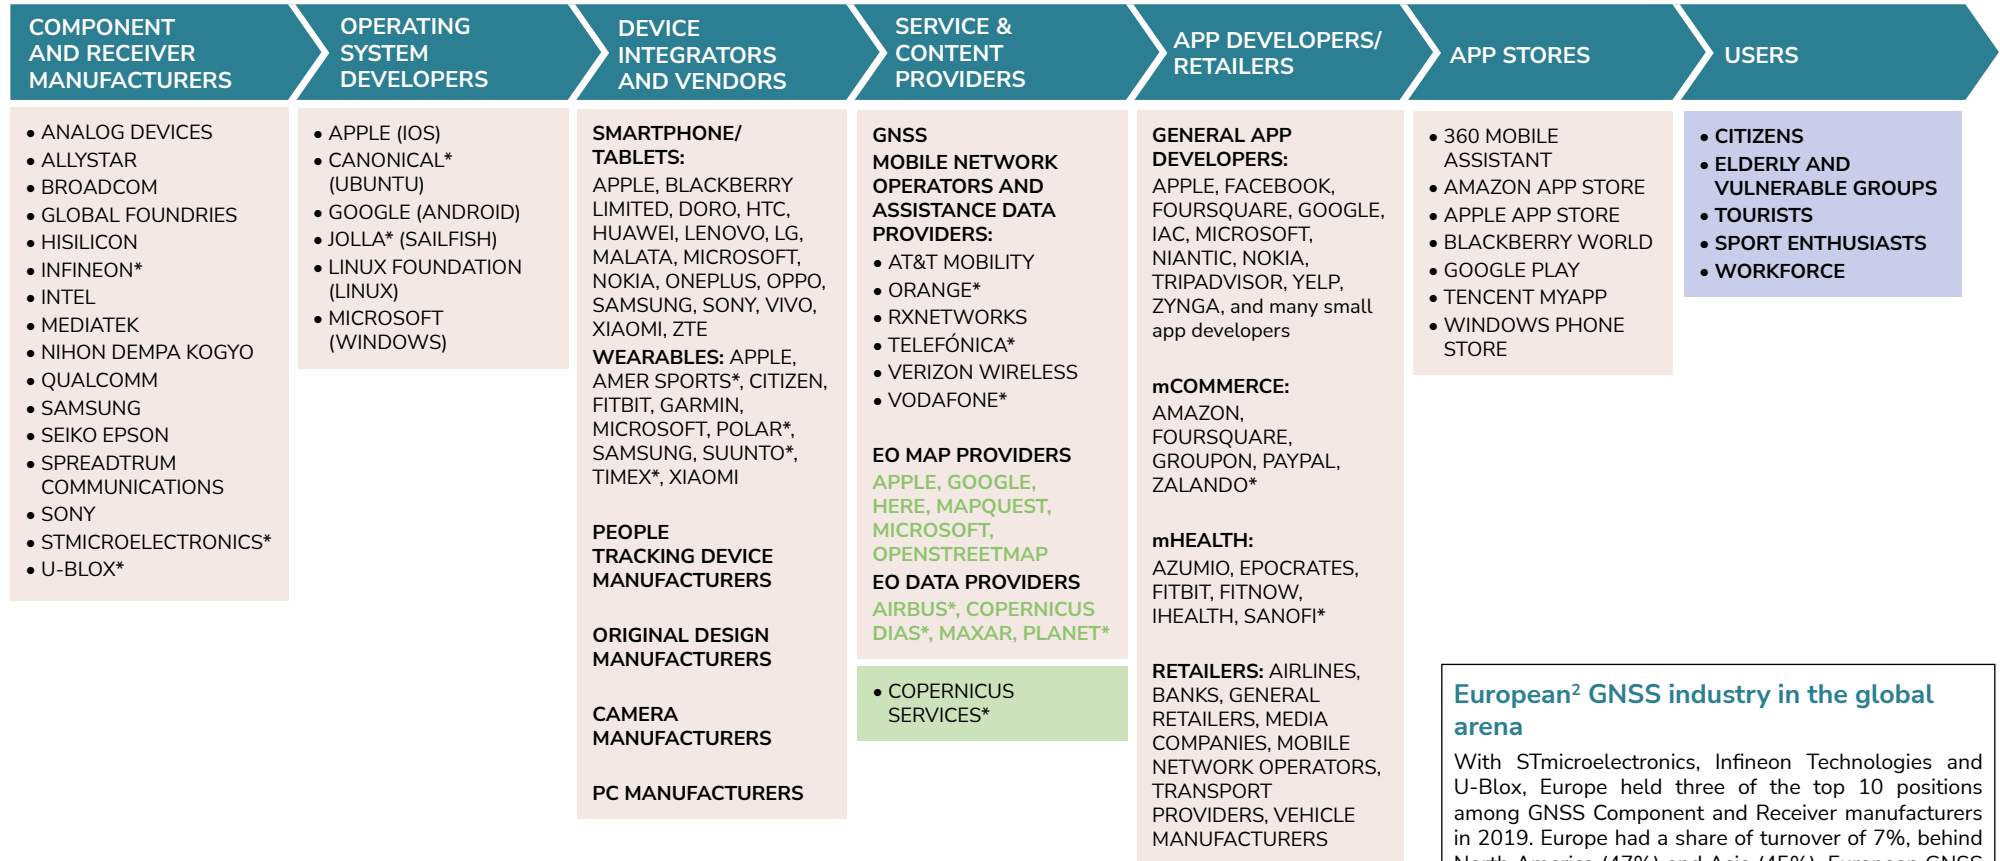 COMPONENT
AND RECEIVER
MANUFACTURERS
OPERATING
SYSTEM
DEVELOPERS
DEVICE
INTEGRATORS
AND VENDORS
SERVICE &
CONTENT
PROVIDERS
APP DEVELOPERS/
RETAILERS
APP STORES
USERS
• ANALOG DEVICES
• ALLYSTAR
• BROADCOM
• GLOBAL FOUNDRIES
• HISILICON
• INFINEON*
• INTEL
• MEDIATEK
• NIHON DEMPA KOGYO
• QUALCOMM
• SAMSUNG
• SEIKO EPSON
• SPREADTRUM
COMMUNICATIONS
• SONY
• STMICROELECTRONICS*
• U-BLOX*
• APPLE (IOS)
• CANONICAL*
(UBUNTU)
• GOOGLE (ANDROID)
• JOLLA* (SAILFISH)
• LINUX FOUNDATION
(LINUX)
• MICROSOFT
(WINDOWS)
SMARTPHONE/
TABLETS:
APPLE, BLACKBERRY
LIMITED, DORO, HTC,
HUAWEI, LENOVO, LG,
MALATA, MICROSOFT,
NOKIA, ONEPLUS, OPPO,
SAMSUNG, SONY, VIVO,
XIAOMI, ZTE
WEARABLES: APPLE,
AMER SPORTS*, CITIZEN,
FITBIT, GARMIN,
MICROSOFT, POLAR*,
SAMSUNG, SUUNTO*,
TIMEX*, XIAOMI
PEOPLE
TRACKING DEVICE
MANUFACTURERS
ORIGINAL DESIGN
MANUFACTURERS
CAMERA
MANUFACTURERS
PC MANUFACTURERS
GNSS
MOBILE NETWORK
OPERATORS AND
ASSISTANCE DATA
PROVIDERS:
• AT&T MOBILITY
• ORANGE*
• RXNETWORKS
• TELEFÓNICA*
• VERIZON WIRELESS
• VODAFONE*
EO MAP PROVIDERS
APPLE, GOOGLE,
HERE, MAPQUEST,
MICROSOFT,
OPENSTREETMAP
EO DATA PROVIDERS
AIRBUS*, COPERNICUS
DIAS*, MAXAR, PLANET*
• COPERNICUS
SERVICES*
GENERAL APP
DEVELOPERS:
APPLE, FACEBOOK,
FOURSQUARE, GOOGLE,
IAC, MICROSOFT,
NIANTIC, NOKIA,
TRIPADVISOR, YELP,
ZYNGA, and many small
app developers
mCOMMERCE:
AMAZON,
FOURSQUARE,
GROUPON, PAYPAL,
ZALANDO*
mHEALTH:
AZUMIO, EPOCRATES,
FITBIT, FITNOW,
IHEALTH, SANOFI*
RETAILERS: AIRLINES,
BANKS, GENERAL
RETAILERS, MEDIA
COMPANIES, MOBILE
NETWORK OPERATORS,
TRANSPORT
PROVIDERS, VEHICLE
MANUFACTURERS
• 360 MOBILE
ASSISTANT
• AMAZON APP STORE
• APPLE APP STORE
• BLACKBERRY WORLD
• GOOGLE PLAY
• TENCENT MYAPP
• WINDOWS PHONE
STORE
• CITIZENS
• ELDERLY AND
VULNERABLE GROUPS
• TOURISTS
• SPORT ENTHUSIASTS
• WORKFORCE
European² GNSS industry in the global
arena
With STmicroelectronics, Infineon Technologies and
U-Blox, Europe held three of the top 10 positions
among GNSS Component and Receiver manufacturers
in 2019. Europe had a share of turnover of 7%, behind
North America (47%) and Asia (45%). European GNSS